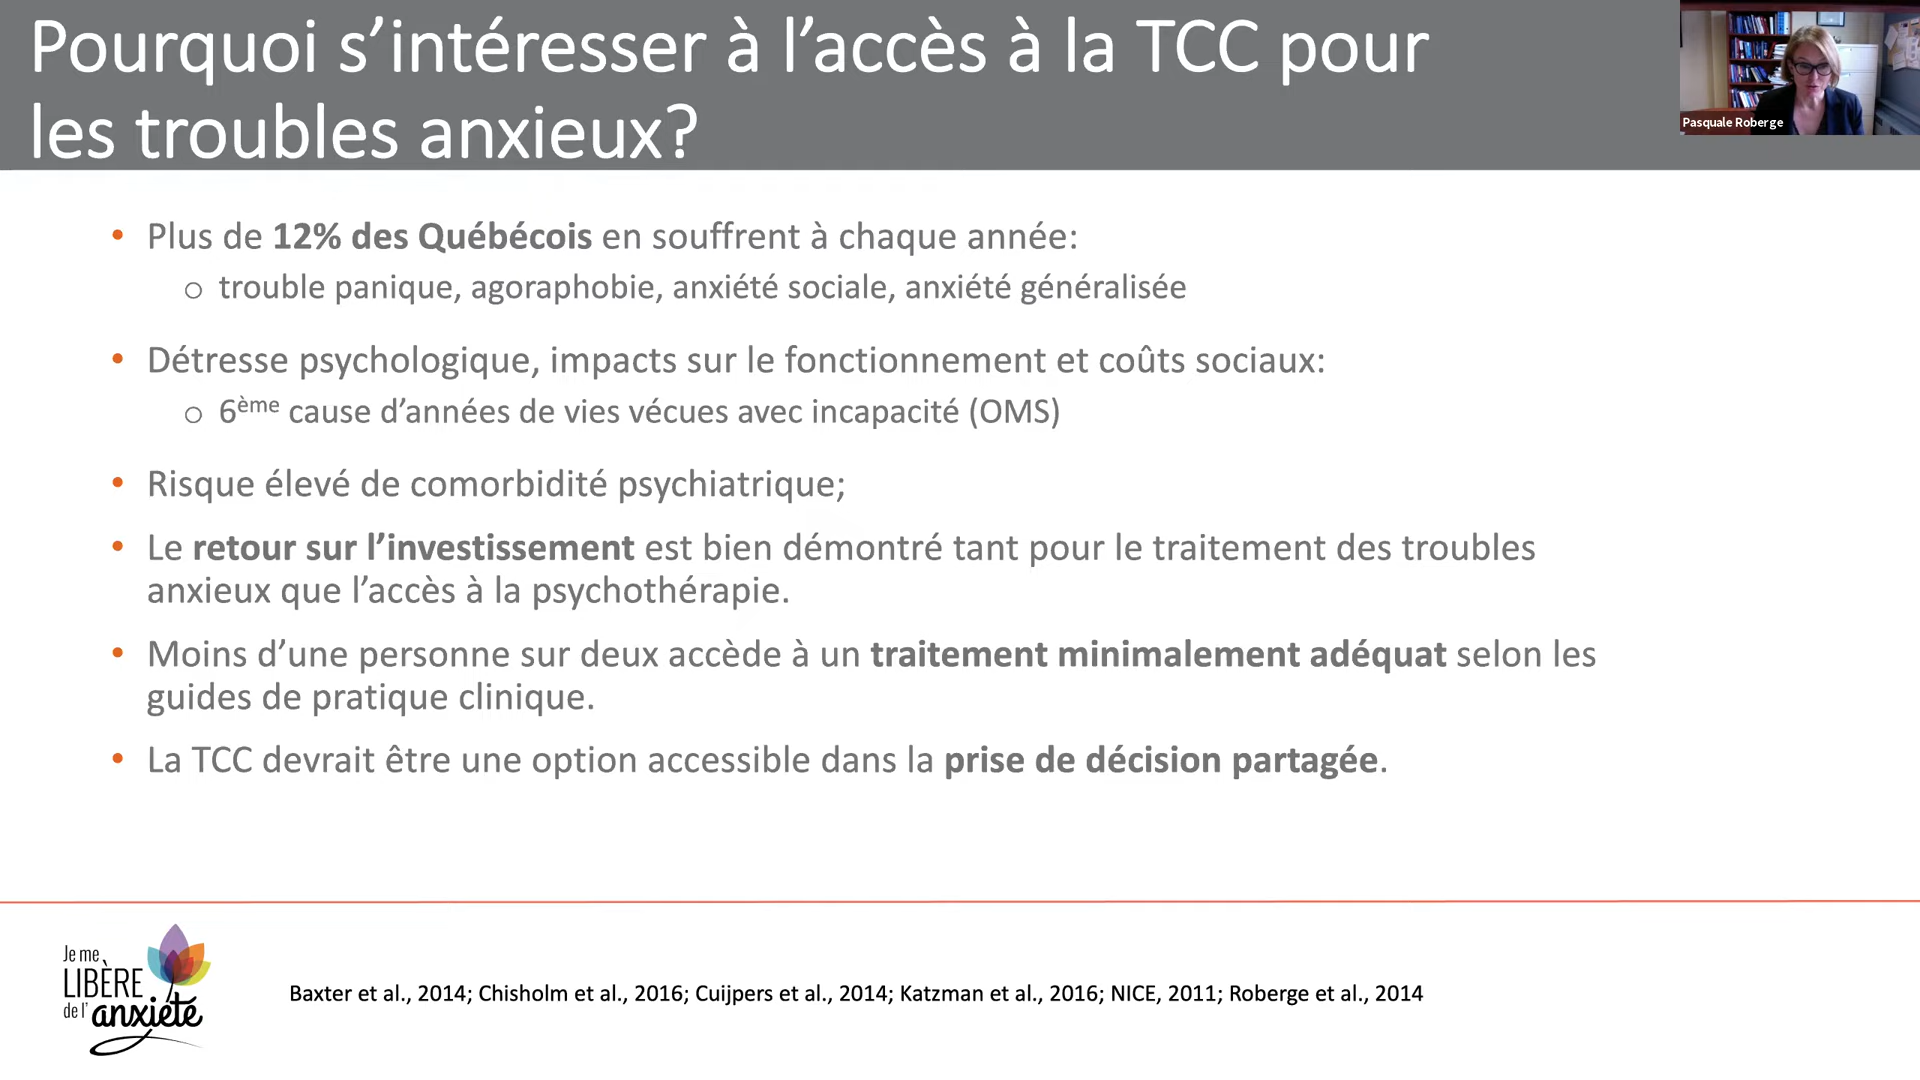 Pourquoi s’intéresser à l’accès à la TCC pour
les troubles anxieux?
Pasquale Roberge
• Plus de 12% des Québécois en souffrent à chaque année:
o trouble panique, agoraphobie, anxiété sociale, anxiété généralisée
• Détresse psychologique, impacts sur le fonctionnement et coûts sociaux:
o 6ème cause d’années de vies vécues avec incapacité (OMS)
• Risque élevé de comorbidité psychiatrique;
• Le retour sur l’investissement est bien démontré tant pour le traitement des troubles
anxieux que l’accès à la psychothérapie.
• Moins d’une personne sur deux accède à un traitement minimalement adéquat selon les
guides de pratique clinique.
• La TCC devrait être une option accessible dans la prise de décision partagée.
Je me
LIBÈRE
de l’anxiété
Baxter et al., 2014; Chisholm et al., 2016; Cuijpers et al., 2014; Katzman et al., 2016; NICE, 2011; Roberge et al., 2014